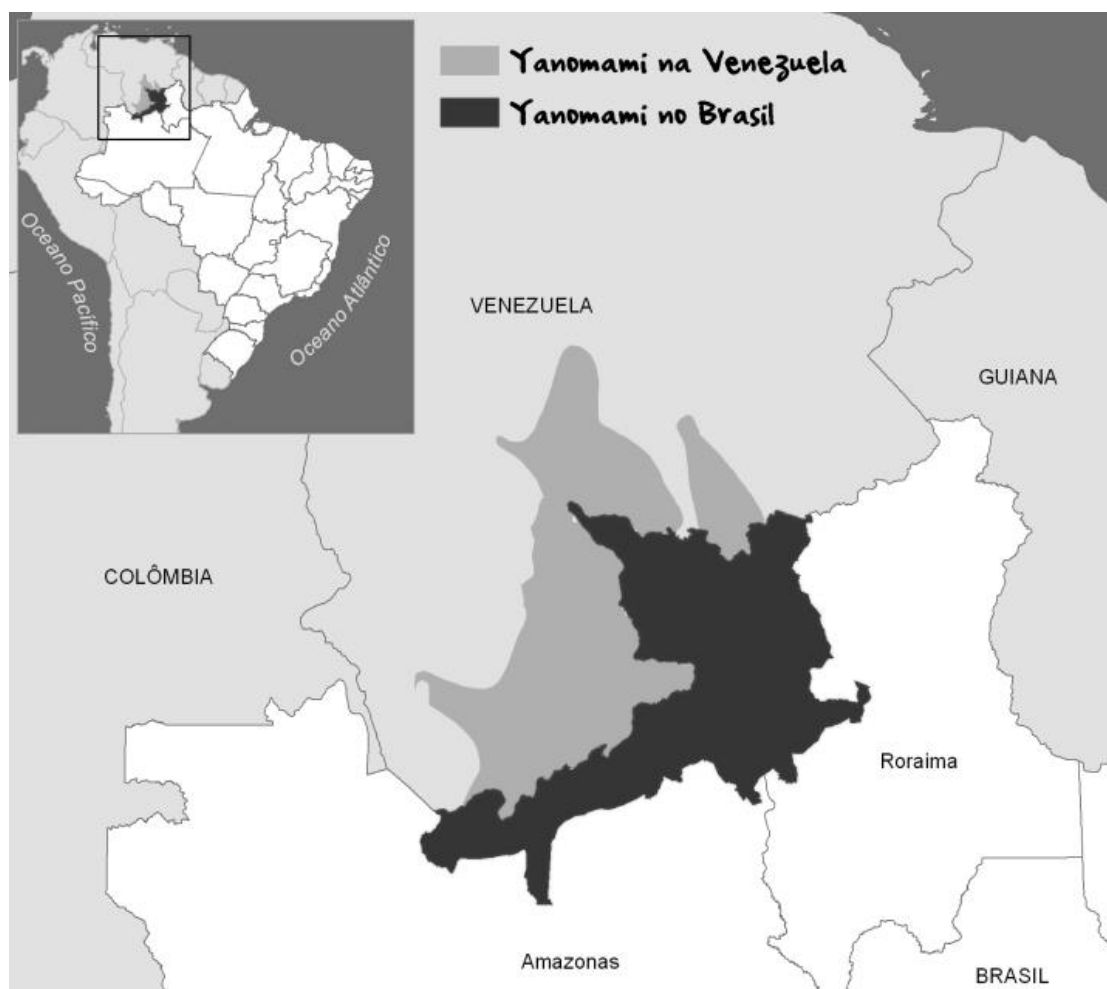 Yanomami na Venezuela
Yanomami no Brasil
Oceano Pacífico
Oceano Atlântico
VENEZUELA
GUIANA
COLÔMBIA
Roraima
Amazonas
BRASIL